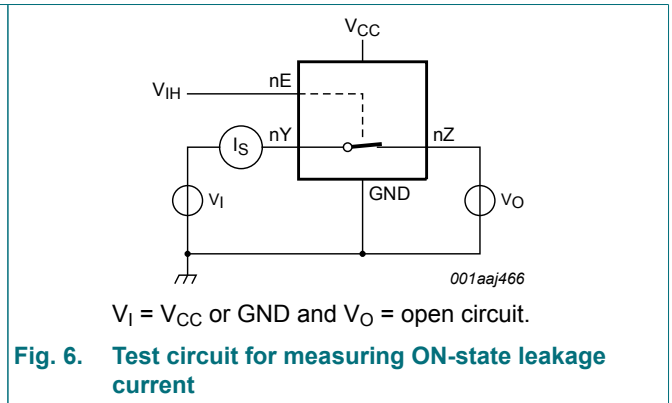 VCC
nE
VIH
IS
nY
nZ
GND
VI
VO
001aaj466
VI = VCC or GND and VO = open circuit.
Fig. 6. Test circuit for measuring ON-state leakage
current